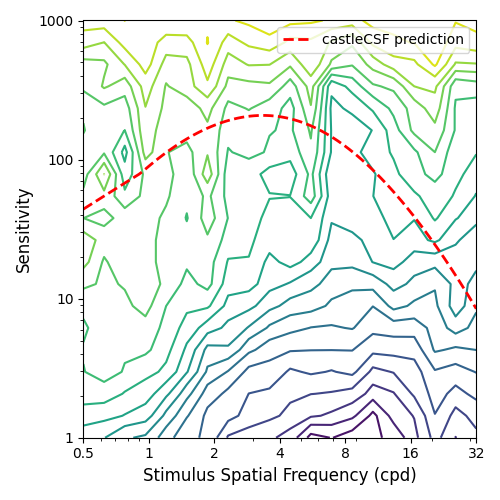 castleCSF prediction
Sensitivity
1000
100
10
1
0.5 1 2 4 8 16 32
Stimulus Spatial Frequency (cpd)